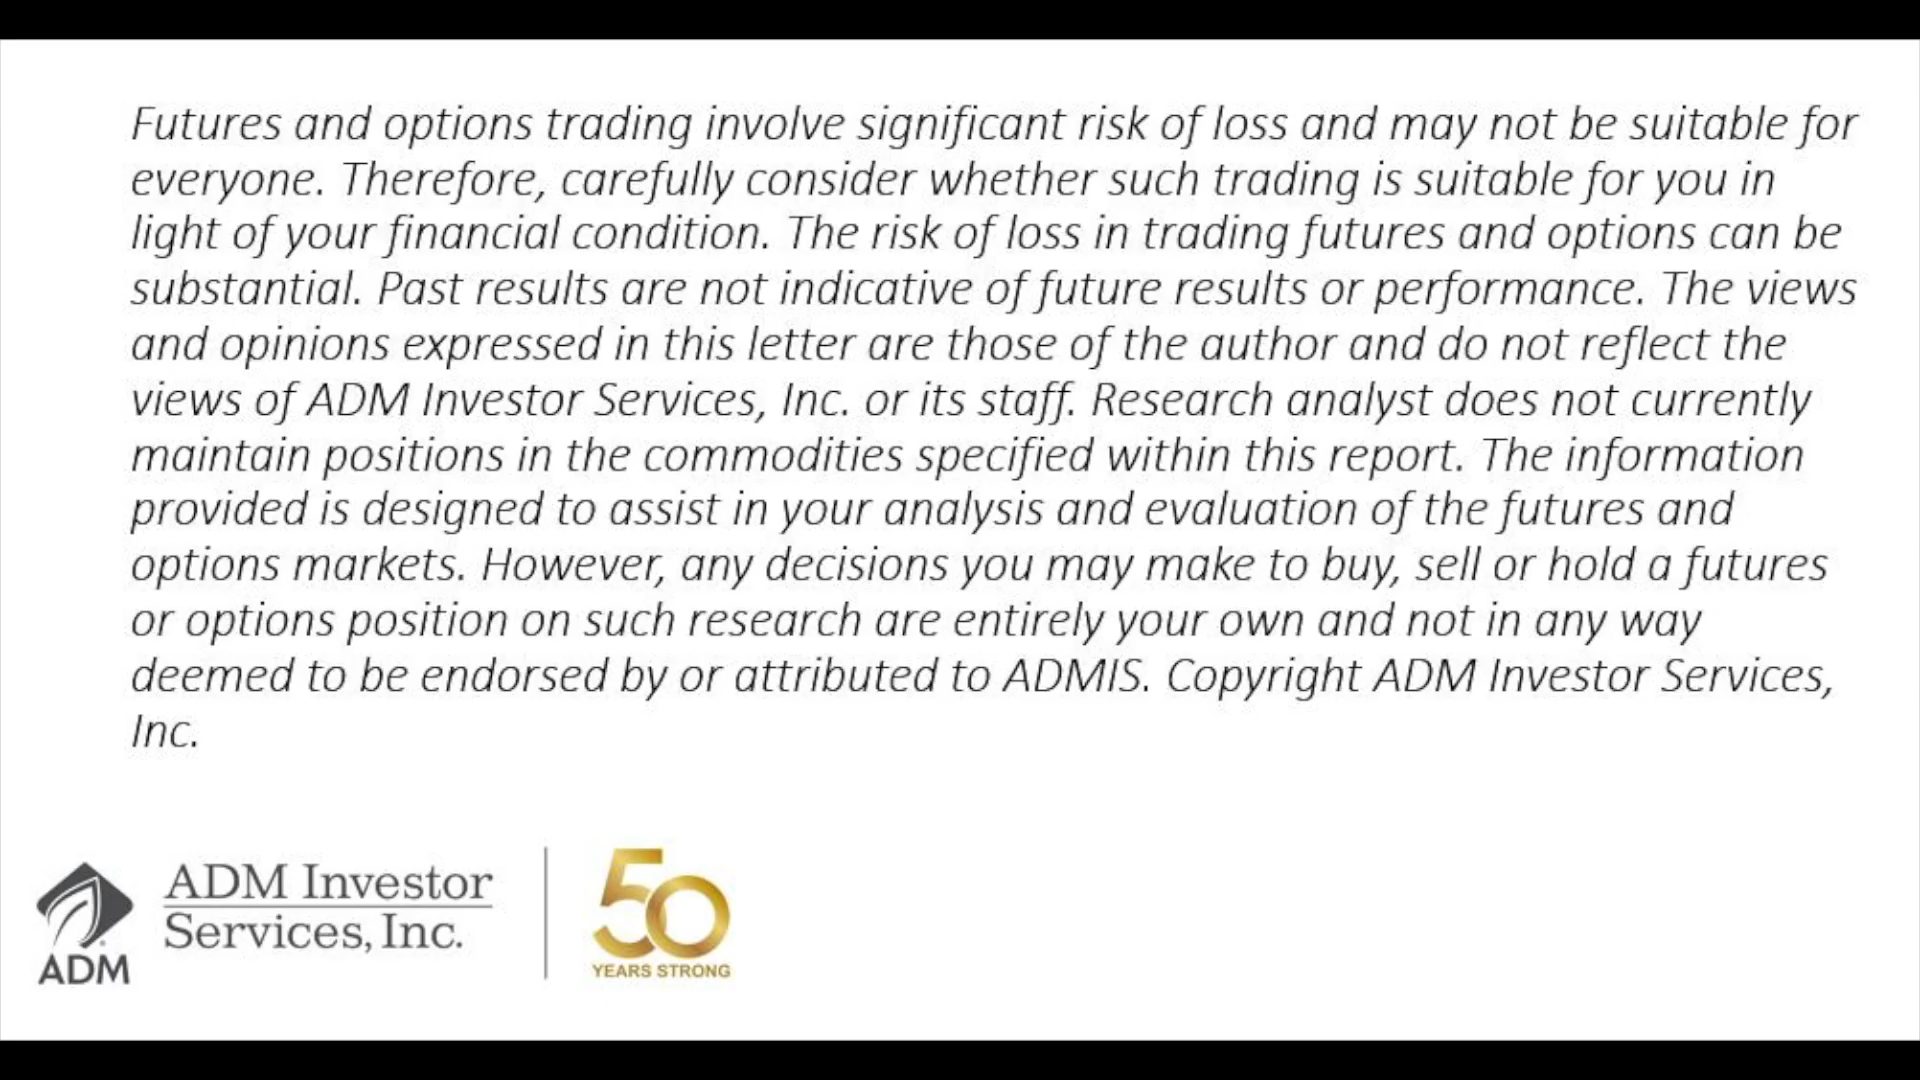 Futures and options trading involve significant risk of loss and may not be suitable for
everyone. Therefore, carefully consider whether such trading is suitable for you in
light of your financial condition. The risk of loss in trading futures and options can be
substantial. Past results are not indicative of future results or performance. The views
and opinions expressed in this letter are those of the author and do not reflect the
views of ADM Investor Services, Inc. or its staff. Research analyst does not currently
maintain positions in the commodities specified within this report. The information
provided is designed to assist in your analysis and evaluation of the futures and
options markets. However, any decisions you may make to buy, sell or hold a futures
or options position on such research are entirely your own and not in any way
deemed to be endorsed by or attributed to ADMIS. Copyright ADM Investor Services,
Inc.
ADM
ADM Investor
Services, Inc.
50
YEARS STRONG